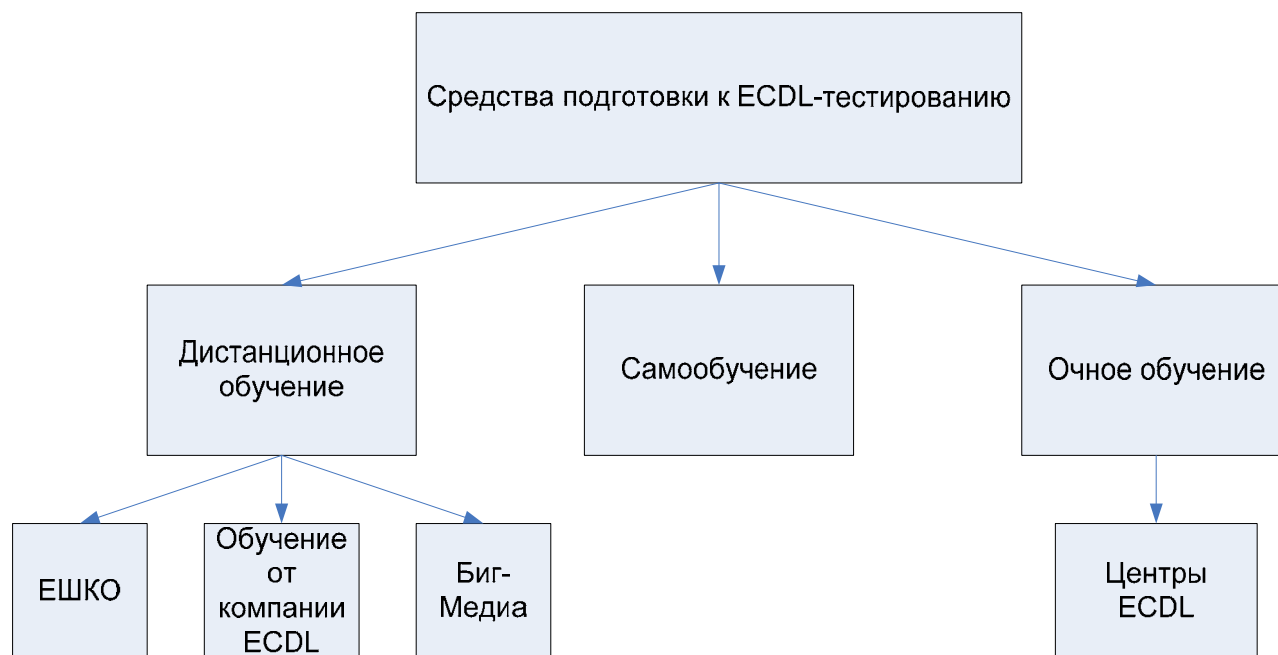 Средства подготовки к ECDL-тестированию
Дистанционное
обучение
Самообучение
Очное обучение
ЕШКО
Обучение
от
компании
ECDL
Биг-
Медиа
Центры
ECDL